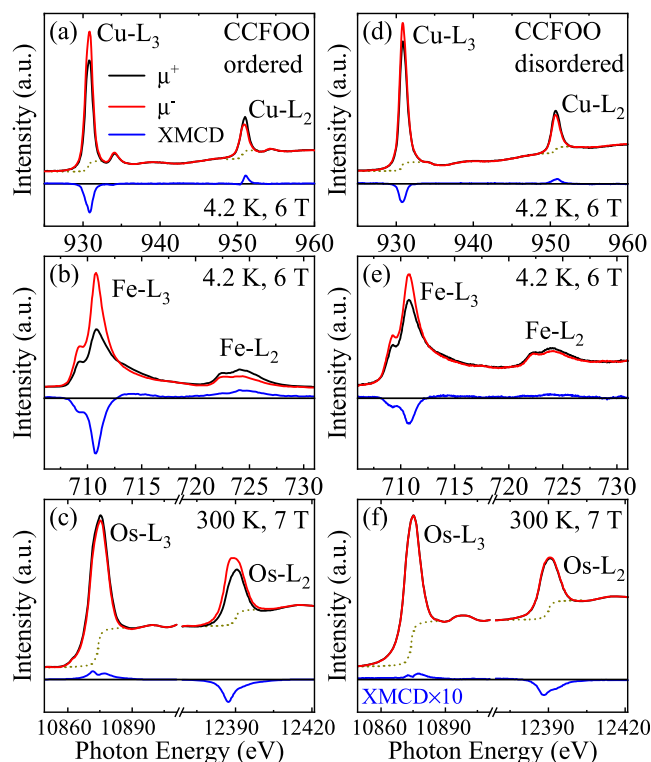 (a) Cu-L₃ CCFOO
ordered
μ⁺
μ⁻
XMCD
Cu-L₂
4.2 K, 6 T
Intensity (a.u.)
930 940 950 960
(d) Cu-L₃ CCFOO
disordered
Cu-L₂
4.2 K, 6 T
Intensity (a.u.)
930 940 950 960
(b) 4.2 K, 6 T
Fe-L₃
Fe-L₂
Intensity (a.u.)
710 715 725 730
(e) 4.2 K, 6 T
Fe-L₃
Fe-L₂
Intensity (a.u.)
710 715 725 730
(c) 300 K, 7 T
Os-L₃
Os-L₂
Intensity (a.u.)
10860 10890 12390 12420
Photon Energy (eV)
(f) 300 K, 7 T
Os-L₃
Os-L₂
XMCD×10
Intensity (a.u.)
10860 10890 12390 12420
Photon Energy (eV)